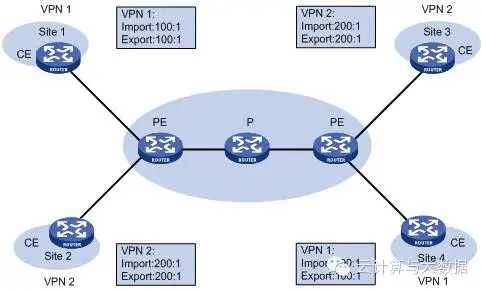 VPN 1
Site 1
CE
ROUTER
VPN 1:
Import:100:1
Export:100:1
VPN 2:
Import:200:1
Export:200:1
VPN 2
Site 3
CE
ROUTER
PE
ROUTER
P
ROUTER
PE
ROUTER
ROUTER
CE
Site 2
VPN 2
VPN 2:
Import:200:1
Export:200:1
VPN 1:
Import:100:1
Export:100:1
ROUTER
CE
Site 4
VPN 1
云计算与大数据